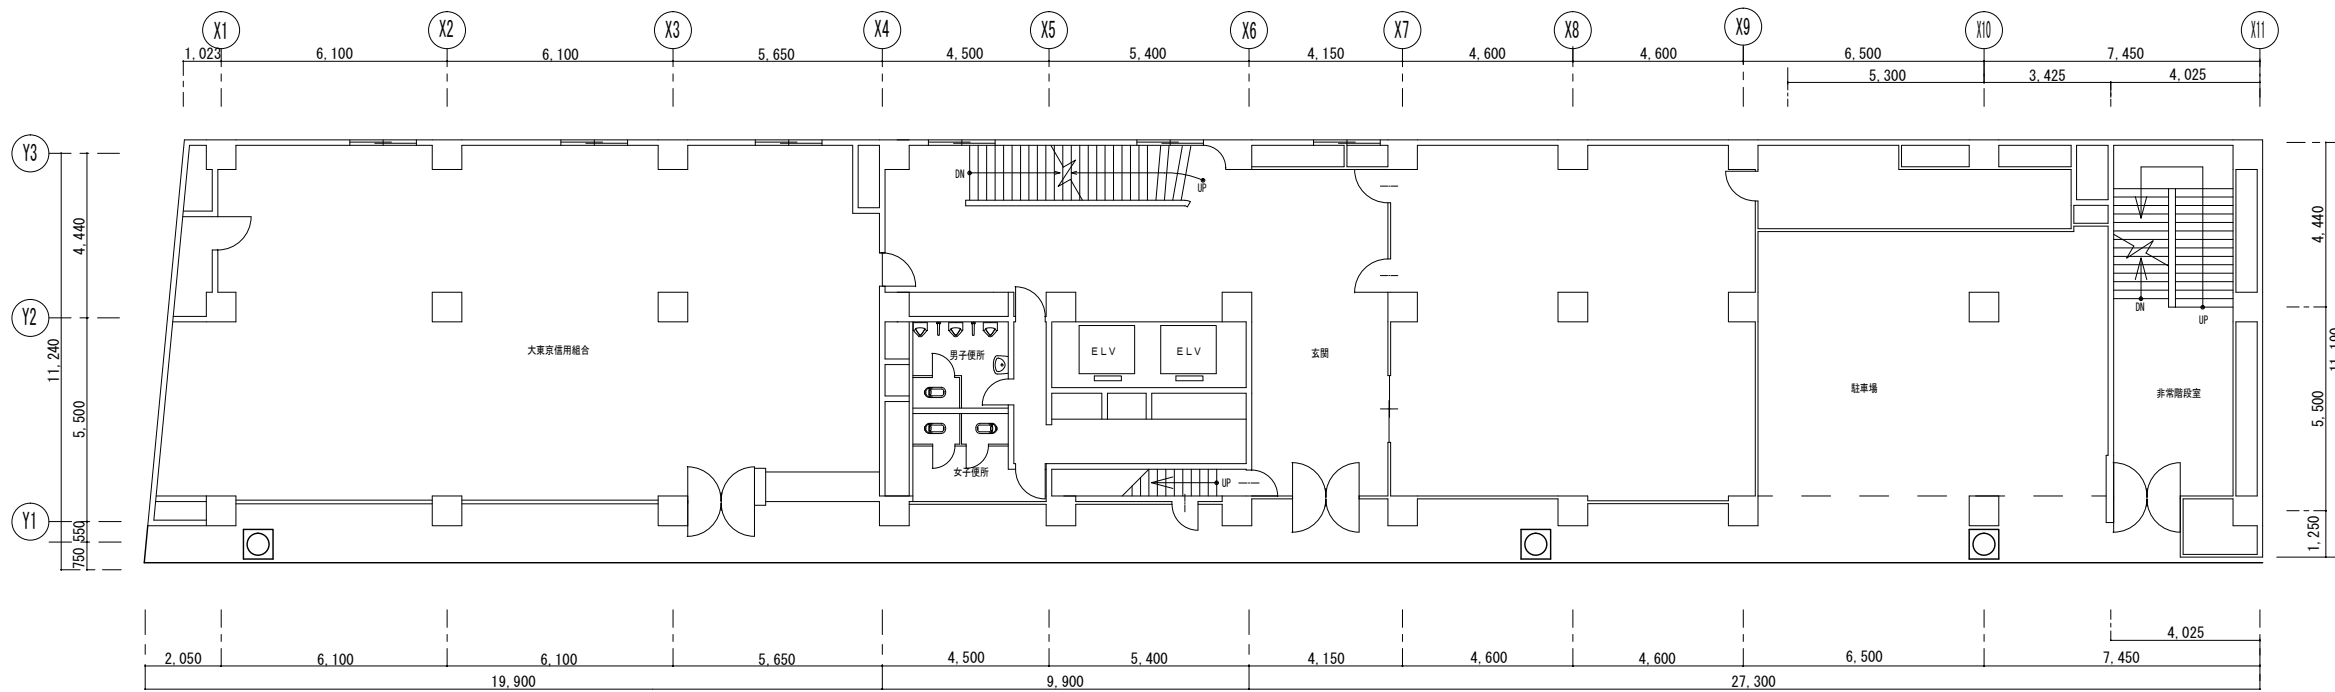 X1 X2 X3 X4 X5 X6 X7 X8 X9 X10 X11
1,023 6,100 6,100 5,650 4,500 5,400 4,150 4,600 4,600 6,500 7,450
5,300 3,425 4,025
Y3
DN UP
4,440 4,440
Y2
DN UP
11,240 11,190
大東京信用組合
男子便所
ELV ELV
玄関
駐車場
非常階段室
5,500 5,500
女子便所
UP
Y1
550
750
1,250
4,025
2,050 6,100 6,100 5,650 4,500 5,400 4,150 4,600 4,600 6,500 7,450
19,900 9,900 27,300